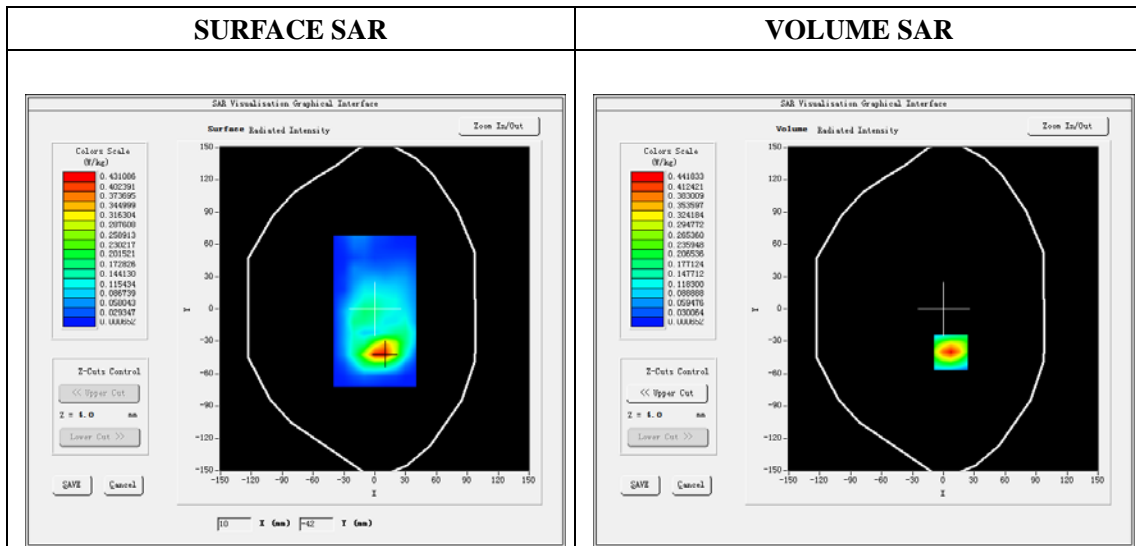 SURFACE SAR
VOLUME SAR
SAR Visualisation Graphical Interface
Surface Radiated Intensity
Zoom In/Out
Colors Scale
(W/kg)
0.431086
0.402391
0.373695
0.344999
0.316304
0.287608
0.258913
0.230217
0.201521
0.172826
0.144130
0.115434
0.086739
0.058043
0.029347
0.000652
150
120
90
60
30
0
-30
-60
-90
-120
-150
Y
-150 -120 -90 -60 -30 0 30 60 90 120 150
X
Z-Cuts Control
<< Upper Cut
Z = 4.0 mm
Lower Cut >>
SAVE Cancel
10 X (mm) -42 Y (mm)
SAR Visualisation Graphical Interface
Volume Radiated Intensity
Zoom In/Out
Colors Scale
(W/kg)
0.441833
0.412421
0.383009
0.353597
0.324184
0.294772
0.265360
0.235948
0.206536
0.177124
0.147712
0.118300
0.088888
0.059476
0.030064
0.000652
150
120
90
60
30
0
-30
-60
-90
-120
-150
Y
-150 -120 -90 -60 -30 0 30 60 90 120 150
X
Z-Cuts Control
<< Upper Cut
Z = 4.0 mm
Lower Cut >>
SAVE Cancel